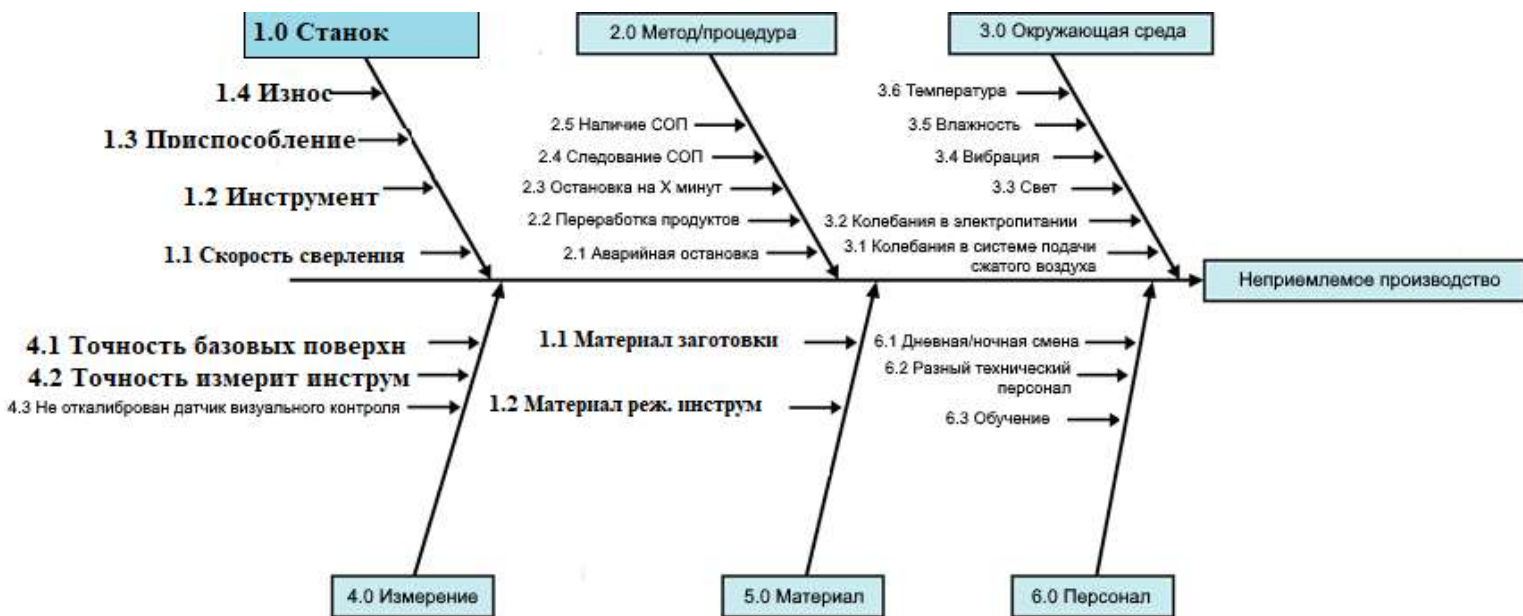 1.0 Станок
2.0 Метод/процедура
3.0 Окружающая среда
1.4 Износ
1.3 Приспособление
1.2 Инструмент
1.1 Скорость сверления
2.5 Наличие СОП
2.4 Следование СОП
2.3 Остановка на X минут
2.2 Переработка продуктов
2.1 Аварийная остановка
3.6 Температура
3.5 Влажность
3.4 Вибрация
3.3 Свет
3.2 Колебания в электропитании
3.1 Колебания в системе подачи
сжатого воздуха
Неприемлемое производство
4.1 Точность базовых поверхн
4.2 Точность измерит инструм
4.3 Не откалиброван датчик визуального контроля
1.1 Материал заготовки
1.2 Материал реж. инструм
6.1 Дневная/ночная смена
6.2 Разный технический
персонал
6.3 Обучение
4.0 Измерение
5.0 Материал
6.0 Персонал